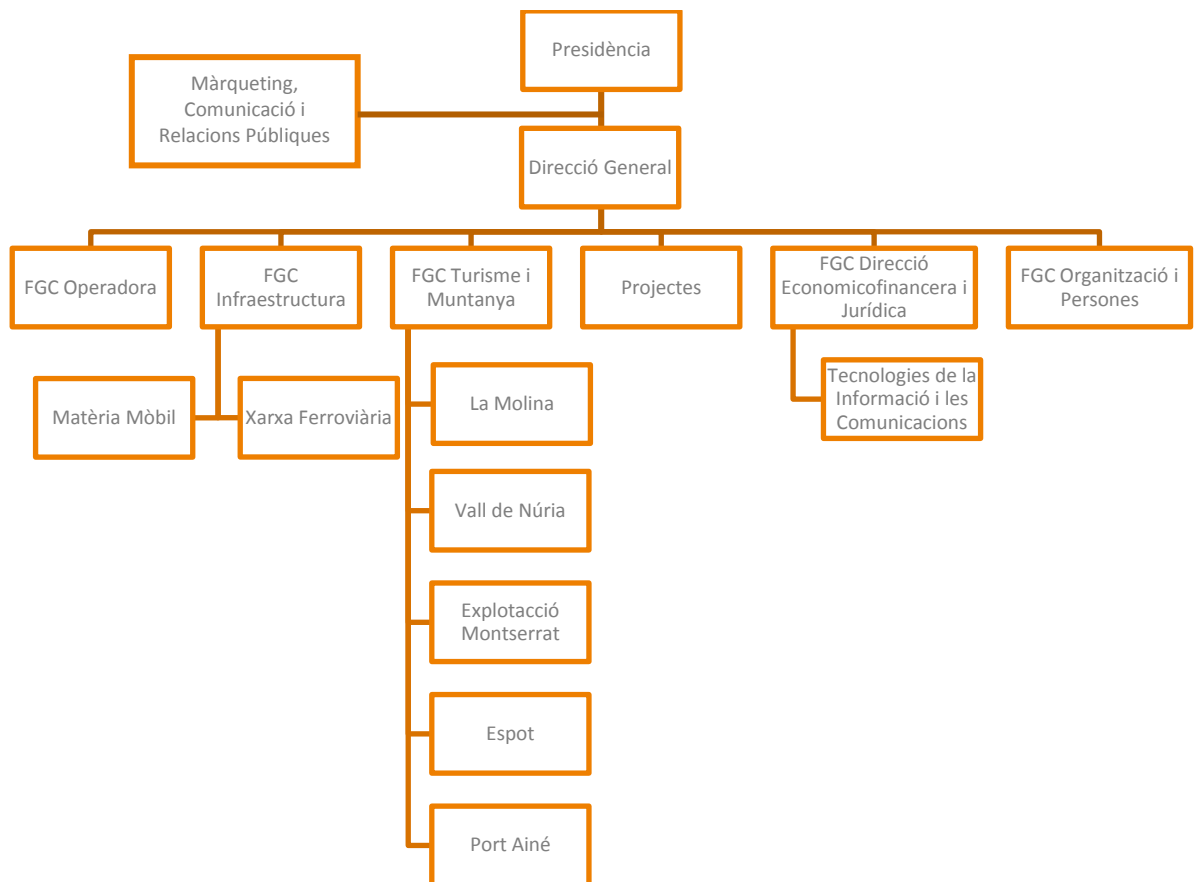 Presidència
Màrqueting,
Comunicació i
Relacions Públiques
Direcció General
FGC Operadora
FGC
Infraestructura
FGC Turisme i
Muntanya
Projectes
FGC Direcció
Economicofinancera i
Jurídica
FGC Organització i
Persones
Matèria Mòbil
Xarxa Ferroviària
La Molina
Tecnologies de la
Informació i les
Comunicacions
Vall de Núria
Explotacció
Montserrat
Espot
Port Ainé